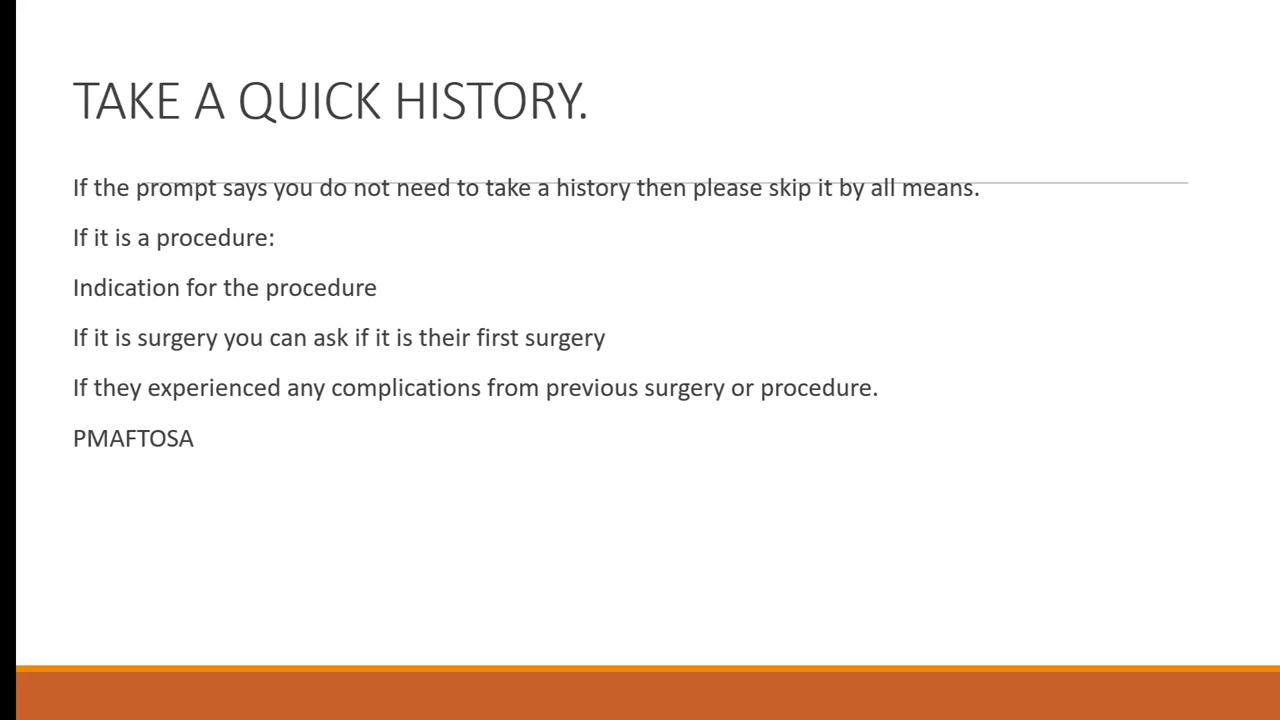 TAKE A QUICK HISTORY.
If the prompt says you do not need to take a history then please skip it by all means.
If it is a procedure:
Indication for the procedure
If it is surgery you can ask if it is their first surgery
If they experienced any complications from previous surgery or procedure.
PMAFTOSA